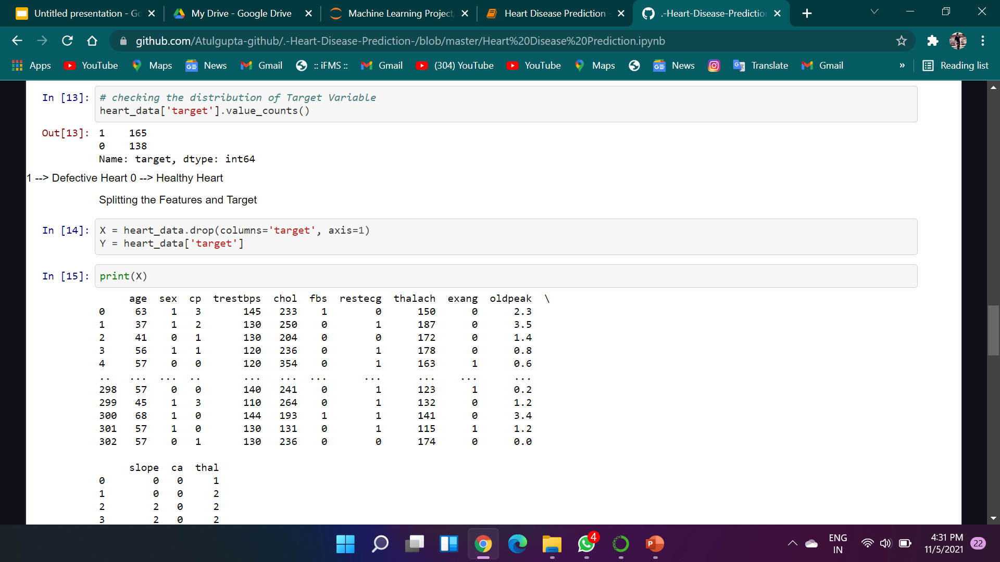 Untitled presentation - Go
My Drive - Google Drive
Machine Learning Project/
Heart Disease Prediction -
.-Heart-Disease-Prediction
github.com/Atulgupta-github/.-Heart-Disease-Prediction-/blob/master/Heart%20Disease%20Prediction.ipynb
Apps YouTube Maps News Gmail :: iFMS :: Gmail (304) YouTube YouTube Maps News Translate Gmail » Reading list
In [13]: # checking the distribution of Target Variable
heart_data['target'].value_counts()
Out[13]: 1 165
0 138
Name: target, dtype: int64
1 --> Defective Heart 0 --> Healthy Heart
Splitting the Features and Target
In [14]: X = heart_data.drop(columns='target', axis=1)
Y = heart_data['target']
In [15]: print(X)
age sex cp trestbps chol fbs restecg thalach exang oldpeak \
0 63 1 3 145 233 1 0 150 0 2.3
1 37 1 2 130 250 0 1 187 0 3.5
2 41 0 1 130 204 0 0 172 0 1.4
3 56 1 1 120 236 0 1 178 0 0.8
4 57 0 0 120 354 0 1 163 1 0.6
.. ... ... .. ... ... ... ... ... ... ...
298 57 0 0 140 241 0 1 123 1 0.2
299 45 1 3 110 264 0 1 132 0 1.2
300 68 1 0 144 193 1 1 141 0 3.4
301 57 1 0 130 131 0 1 115 1 1.2
302 57 0 1 130 236 0 0 174 0 0.0
slope ca thal
0 0 0 1
1 0 0 2
2 2 0 2
3 2 0 2
4
P
ENG
IN
4:31 PM
11/5/2021
22